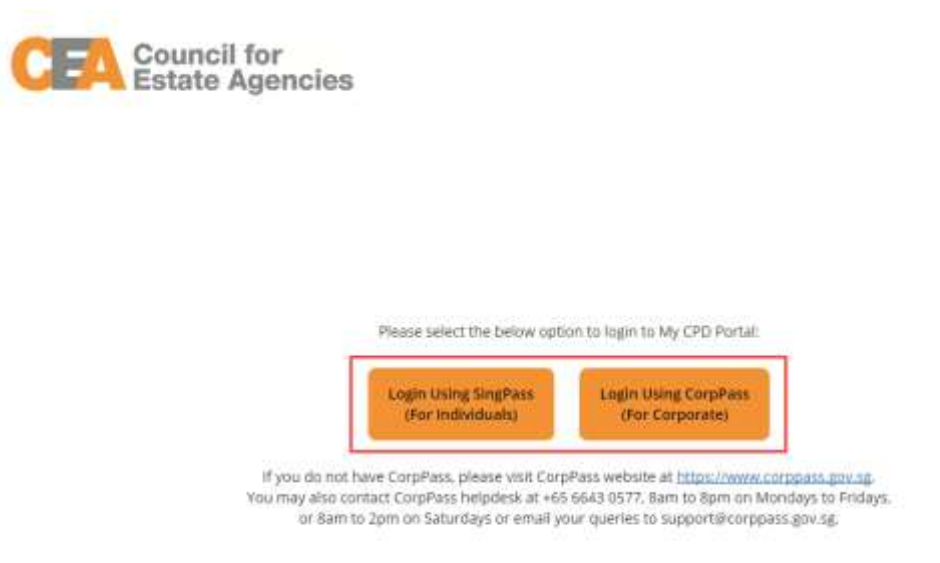 CEA Council for
Estate Agencies
Please select the below option to login to My CPD Portal:
Login Using SingPass
(For Individuals)
Login Using CorpPass
(For Corporate)
If you do not have CorpPass, please visit CorpPass website at https://www.corppass.gov.sg.
You may also contact CorpPass helpdesk at +65 6643 0577, 8am to 8pm on Mondays to Fridays,
or 8am to 2pm on Saturdays or email your queries to support@corppass.gov.sg.